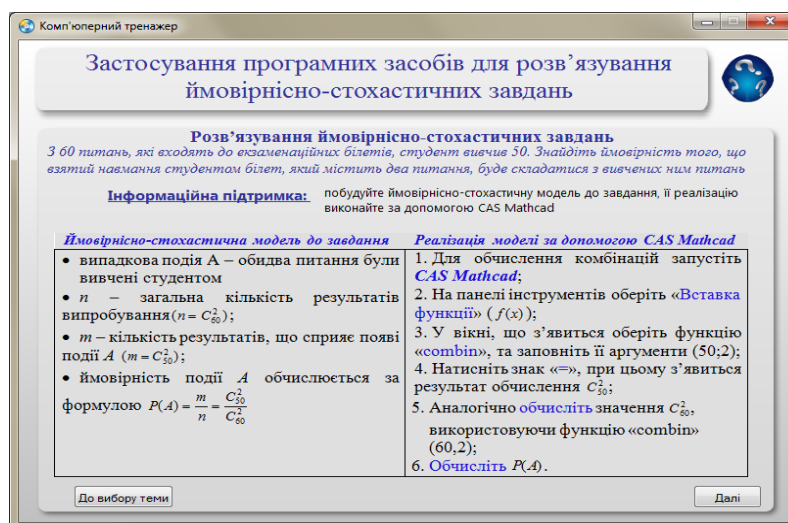 Комп'юперний тренажер
Застосування програмних засобів для розв'язування
ймовірнісно-стохастичних завдань
Розв'язування ймовірнісно-стохастичних завдань
З 60 питань, які входять до екзаменаційних білетів, студент вивчив 50. Знайдіть ймовірність того, що
взятий навмання студентом білет, який містить два питання, буде складатися з вивчених ним питань
Інформаційна підтримка: побудуйте ймовірнісно-стохастичну модель до завдання, її реалізацію
виконайте за допомогою CAS Mathcad
Ймовірнісно-стохастична модель до завдання
• випадкова подія А – обидва питання були
вивчені студентом
• n – загальна кількість результатів
випробування (n = C²₆₀);
• m – кількість результатів, що сприяє появі
події A (m = C²₅₀);
• ймовірність події A обчислюється за
формулою P(A) = m/n = C²₅₀/C²₆₀
Реалізація моделі за допомогою CAS Mathcad
1. Для обчислення комбінацій запустіть
CAS Mathcad;
2. На панелі інструментів оберіть «Вставка
функції» ( f(x) );
3. У вікні, що з'явиться оберіть функцію
«combin», та заповніть її аргументи (50;2);
4. Натисніть знак «=», при цьому з'явиться
результат обчислення C²₅₀;
5. Аналогічно обчисліть значення C²₆₀,
використовуючи функцію «combin»
(60,2);
6. Обчисліть P(A).
До вибору теми
Далі